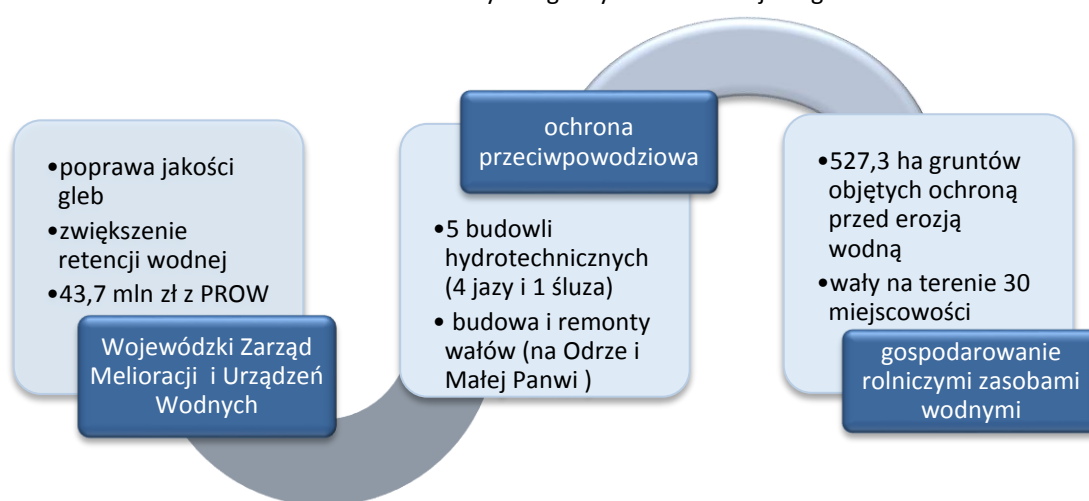 •poprawa jakości
gleb
•zwiększenie
retencji wodnej
•43,7 mln zł z PROW
Wojewódzki Zarząd
Melioracji i Urządzeń
Wodnych
ochrona
przeciwpowodziowa
•5 budowli
hydrotechnicznych
(4 jazy i 1 śluza)
• budowa i remonty
wałów (na Odrze i
Małej Panwi )
•527,3 ha gruntów
objętych ochroną
przed erozją
wodną
•wały na terenie 30
miejscowości
gospodarowanie
rolniczymi zasobami
wodnymi